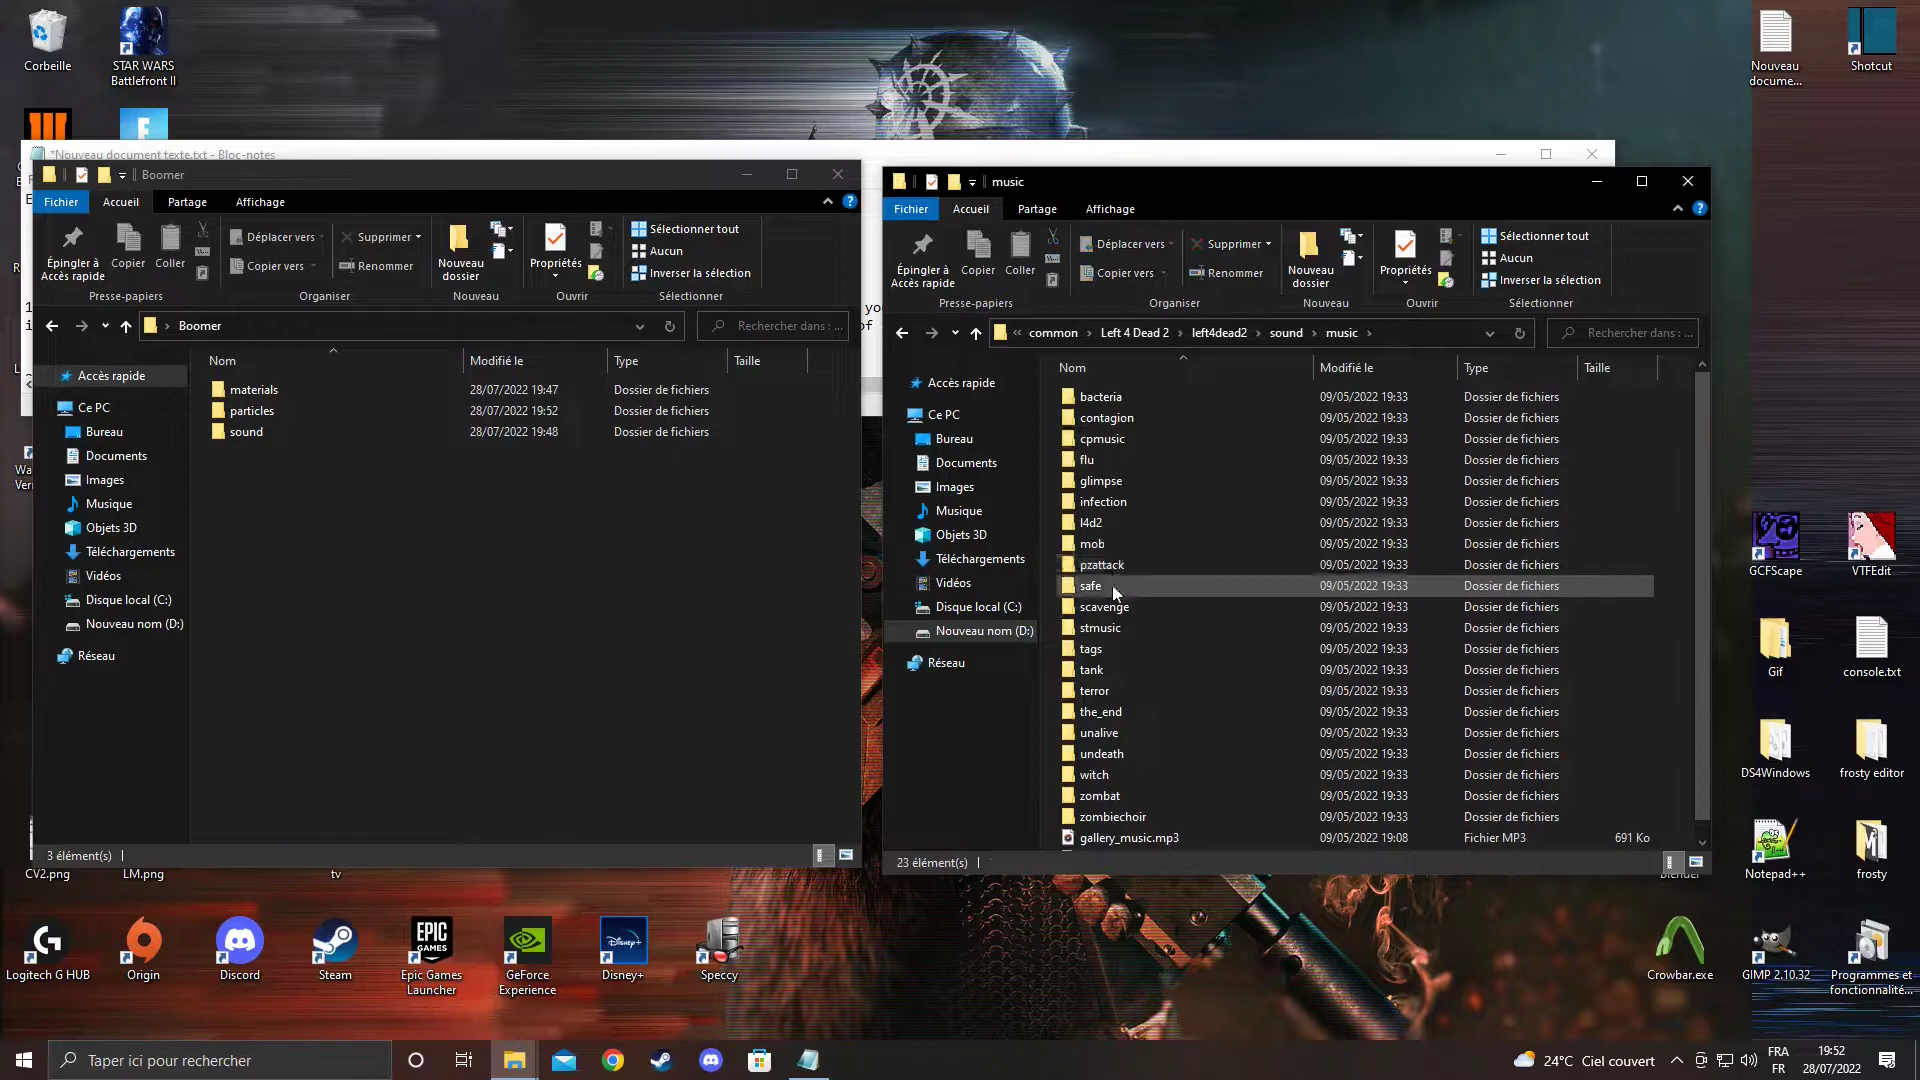 Corbeille
STAR WARS
Battlefront II
Nouveau
docume...
Shotcut
*Nouveau document texte.txt - Bloc-notes
Boomer
Fichier
Accueil
Partage
Affichage
Épingler à
Accès rapide
Copier
Coller
Déplacer vers
Copier vers
Supprimer
Renommer
Nouveau
dossier
Propriétés
Sélectionner tout
Aucun
Inverser la sélection
Presse-papiers
Organiser
Nouveau
Ouvrir
Sélectionner
Boomer
Rechercher dans : ...
Nom
Modifié le
Type
Taille
materials 28/07/2022 19:47 Dossier de fichiers
particles 28/07/2022 19:52 Dossier de fichiers
sound 28/07/2022 19:48 Dossier de fichiers
Accès rapide
Ce PC
Bureau
Documents
Images
Musique
Objets 3D
Téléchargements
Vidéos
Disque local (C:)
Nouveau nom (D:)
Réseau
3 élément(s)
music
Fichier
Accueil
Partage
Affichage
Épingler à
Accès rapide
Copier
Coller
Déplacer vers
Copier vers
Supprimer
Renommer
Nouveau
dossier
Propriétés
Sélectionner tout
Aucun
Inverser la sélection
Presse-papiers
Organiser
Nouveau
Ouvrir
Sélectionner
« common › Left 4 Dead 2 › left4dead2 › sound › music ›
Rechercher dans : ...
Nom
Modifié le
Type
Taille
bacteria 09/05/2022 19:33 Dossier de fichiers
contagion 09/05/2022 19:33 Dossier de fichiers
cpmusic 09/05/2022 19:33 Dossier de fichiers
flu 09/05/2022 19:33 Dossier de fichiers
glimpse 09/05/2022 19:33 Dossier de fichiers
infection 09/05/2022 19:33 Dossier de fichiers
l4d2 09/05/2022 19:33 Dossier de fichiers
mob 09/05/2022 19:33 Dossier de fichiers
pzattack 09/05/2022 19:33 Dossier de fichiers
safe 09/05/2022 19:33 Dossier de fichiers
scavenge 09/05/2022 19:33 Dossier de fichiers
stmusic 09/05/2022 19:33 Dossier de fichiers
tags 09/05/2022 19:33 Dossier de fichiers
tank 09/05/2022 19:33 Dossier de fichiers
terror 09/05/2022 19:33 Dossier de fichiers
the_end 09/05/2022 19:33 Dossier de fichiers
unalive 09/05/2022 19:33 Dossier de fichiers
undeath 09/05/2022 19:33 Dossier de fichiers
witch 09/05/2022 19:33 Dossier de fichiers
zombat 09/05/2022 19:33 Dossier de fichiers
zombiechoir 09/05/2022 19:33 Dossier de fichiers
gallery_music.mp3 09/05/2022 19:08 Fichier MP3 691 Ko
Accès rapide
Ce PC
Bureau
Documents
Images
Musique
Objets 3D
Téléchargements
Vidéos
Disque local (C:)
Nouveau nom (D:)
Réseau
23 élément(s)
GCFScape
VTFEdit
Gif
console.txt
DS4Windows
frosty editor
Notepad++
frosty
CV2.png
LM.png
tv
Blender
Logitech G HUB
Origin
Discord
Steam
EPIC
GAMES
Epic Games
Launcher
GeForce
Experience
Disney+
Disney+
Speccy
Crowbar.exe
GIMP 2.10.32
Programmes et
fonctionnalité...
Taper ici pour rechercher
24°C Ciel couvert
FRA
FR
19:52
28/07/2022